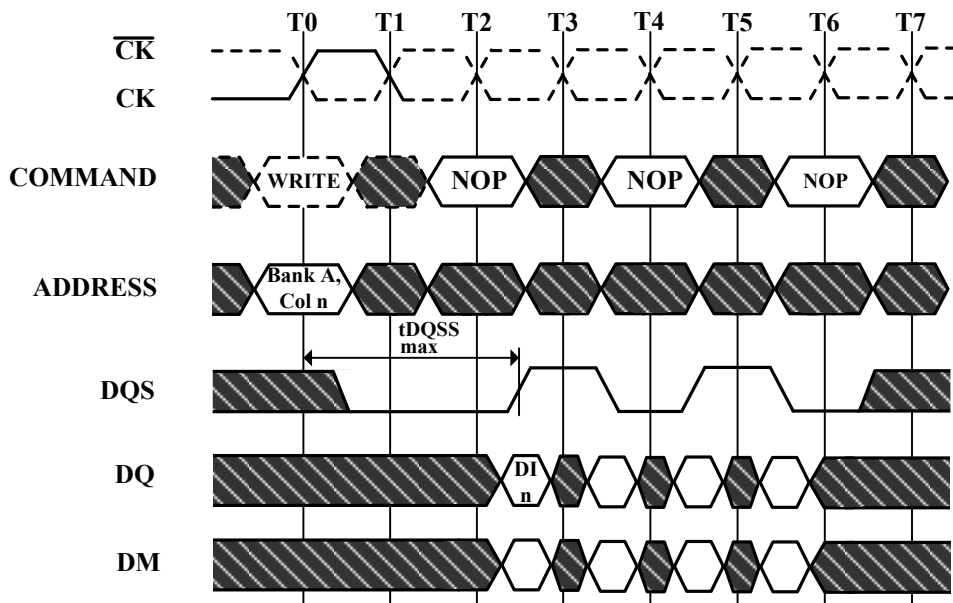 T0 T1 T2 T3 T4 T5 T6 T7
CK
CK
COMMAND
WRITE NOP NOP NOP
ADDRESS
Bank A,
Col n
tDQSS
max
DQS
DQ
DI
n
DM